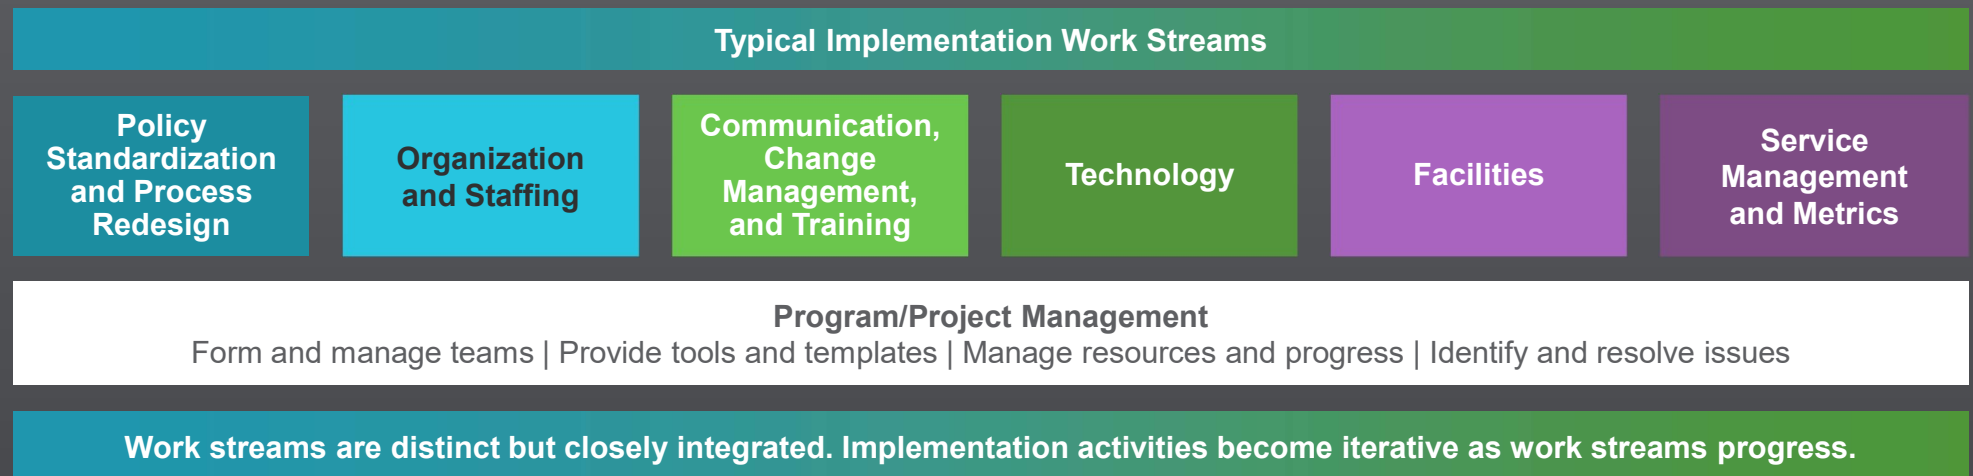 Typical Implementation Work Streams
Policy
Standardization
and Process
Redesign
Organization
and Staffing
Communication,
Change
Management,
and Training
Technology
Facilities
Service
Management
and Metrics
Program/Project Management
Form and manage teams | Provide tools and templates | Manage resources and progress | Identify and resolve issues
Work streams are distinct but closely integrated. Implementation activities become iterative as work streams progress.